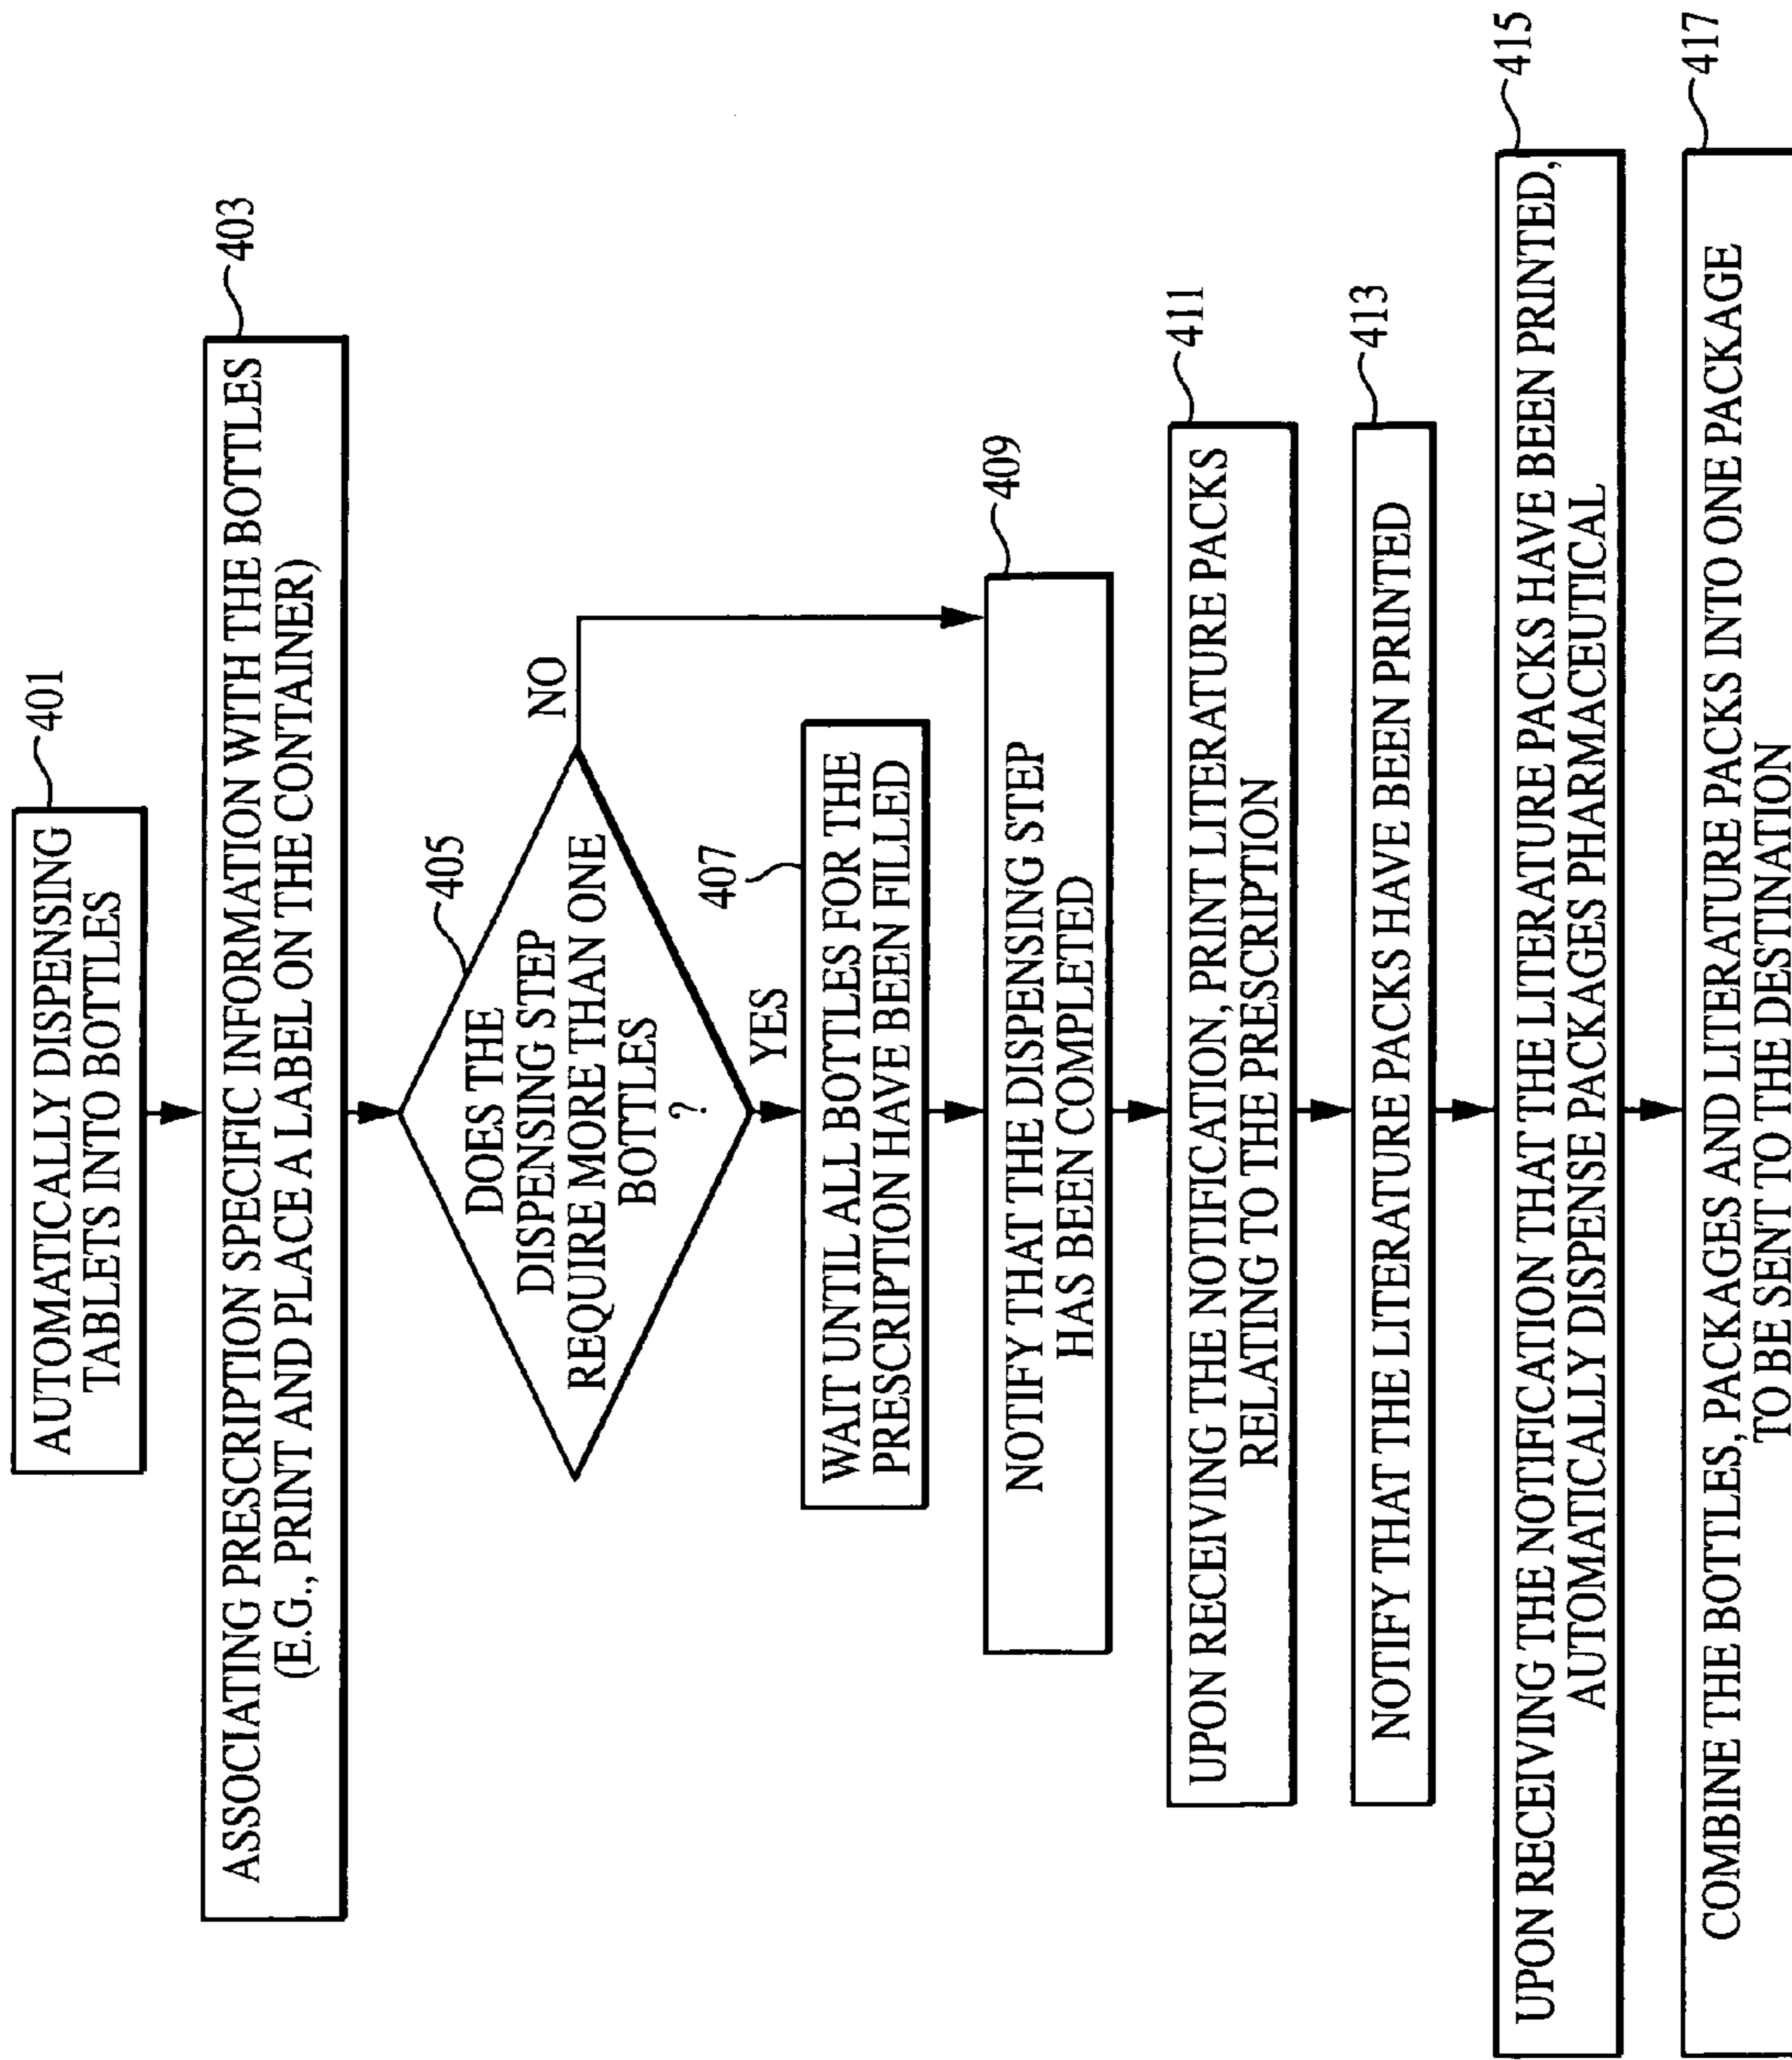 AUTOMATICALLY DISPENSING
TABLETS INTO BOTTLES
401
ASSOCIATING PRESCRIPTION SPECIFIC INFORMATION WITH THE BOTTLES
(E.G., PRINT AND PLACE A LABEL ON THE CONTAINER)
403
DOES THE
DISPENSING STEP
REQUIRE MORE THAN ONE
BOTTLES
?
405
NO
YES
WAIT UNTIL ALL BOTTLES FOR THE
PRESCRIPTION HAVE BEEN FILLED
407
NOTIFY THAT THE DISPENSING STEP
HAS BEEN COMPLETED
409
UPON RECEIVING THE NOTIFICATION, PRINT LITERATURE PACKS
RELATING TO THE PRESCRIPTION
411
NOTIFY THAT THE LITERATURE PACKS HAVE BEEN PRINTED
413
UPON RECEIVING THE NOTIFICATION THAT THE LITERATURE PACKS HAVE BEEN PRINTED,
AUTOMATICALLY DISPENSE PACKAGES PHARMACEUTICAL
415
COMBINE THE BOTTLES, PACKAGES AND LITERATURE PACKS INTO ONE PACKAGE
TO BE SENT TO THE DESTINATION
417